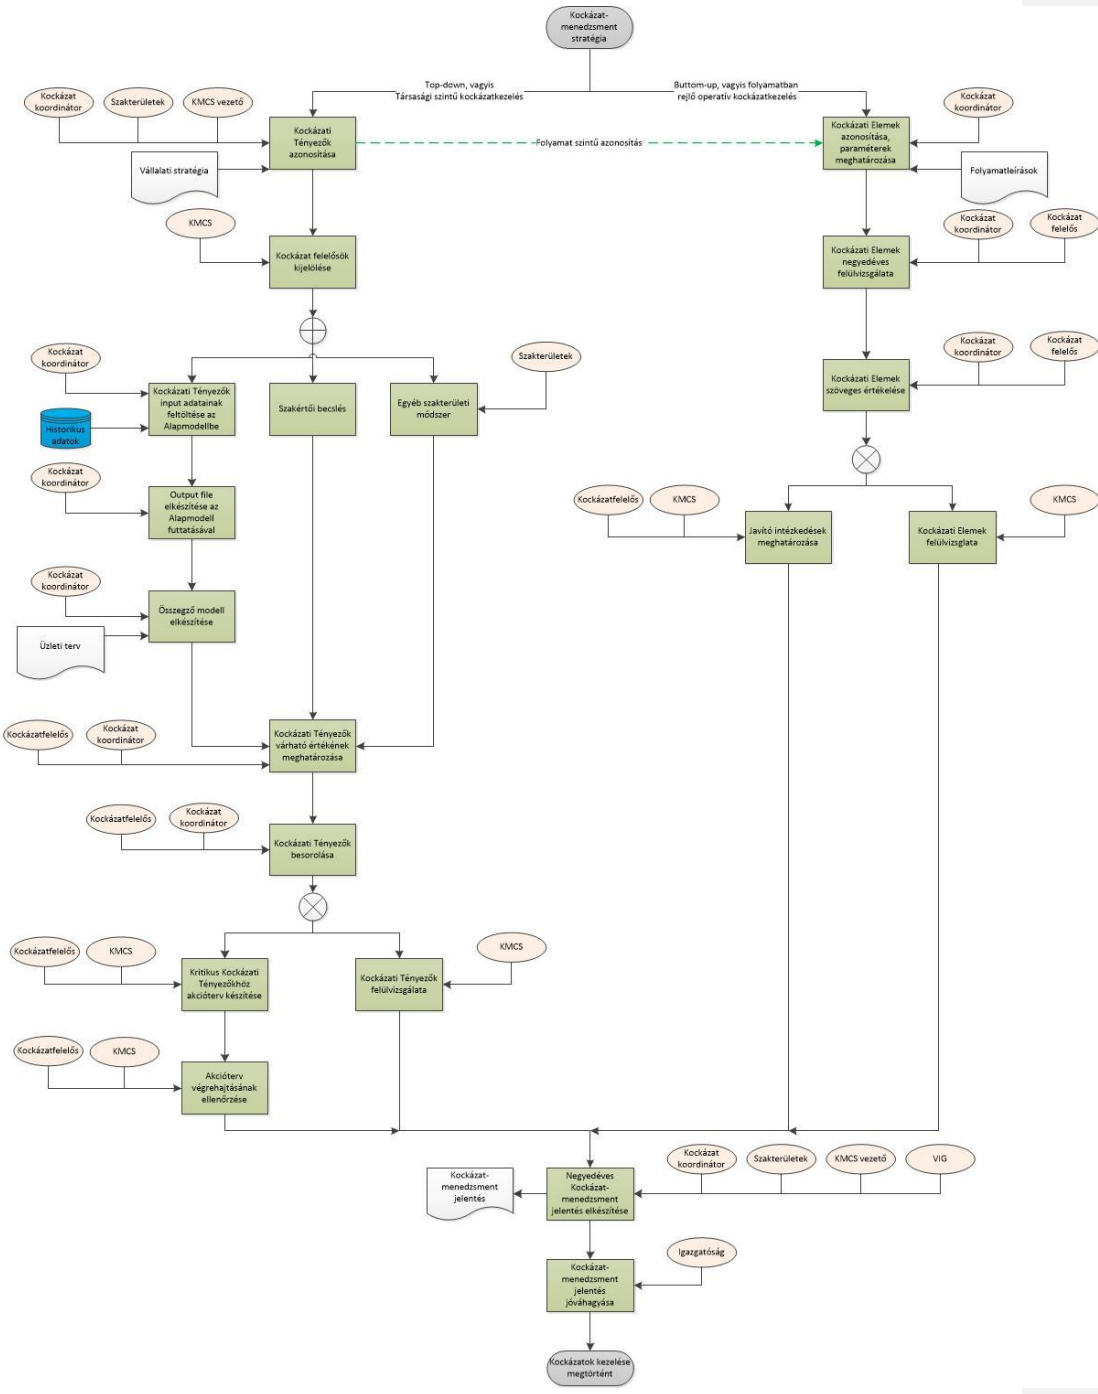 Kockázat-
menedzsment
stratégia
Top-down, vagyis
Társasági szintű kockázatkezelés
Buttom-up, vagyis folyamatban
rejlő operatív kockázatkezelés
Kockázat
koordinátor
Szakterületek
KMCS vezető
Kockázat
koordinátor
Kockázati
Tényezők
azonosítása
Folyamat szintű azonosítás
Kockázati Elemek
azonosítása,
paraméterek
meghatározása
Vállalati stratégia
Folyamatleírások
KMCS
Kockázat
koordinátor
Kockázat
felelős
Kockázat felelősök
kijelölése
Kockázati Elemek
negyedéves
felülvizsgálata
Kockázat
koordinátor
Szakterületek
Kockázat
koordinátor
Kockázat
felelős
Kockázati Tényezők
input adatainak
feltöltése az
Alapmodellbe
Szakértői becslés
Egyéb szakterületi
módszer
Kockázati Elemek
szöveges értékelése
Historikus
adatok
Kockázat
koordinátor
Output file
elkészítése az
Alapmodell
futtatásával
Kockázatfelelős
KMCS
KMCS
Javító intézkedések
meghatározása
Kockázati Elemek
felülvizsglata
Kockázat
koordinátor
Összegző modell
elkészítése
Üzleti terv
Kockázatfelelős
Kockázat
koordinátor
Kockázati Tényezők
várható értékének
meghatározása
Kockázatfelelős
Kockázat
koordinátor
Kockázati Tényezők
besorolása
Kockázatfelelős
KMCS
KMCS
Kritikus Kockázati
Tényezőkhöz
akcióterv készítése
Kockázati Tényezők
felülvizsgálata
Kockázatfelelős
KMCS
Akcióterv
végrehajtásának
ellenőrzése
Kockázat
koordinátor
Szakterületek
KMCS vezető
VIG
Kockázat-
menedzsment
jelentés
Negyedéves
Kockázat-
menedzsment
jelentés elkészítése
Igazgatóság
Kockázat-
menedzsment
jelentés
jóváhagyása
Kockázatok kezelése
megtörtént